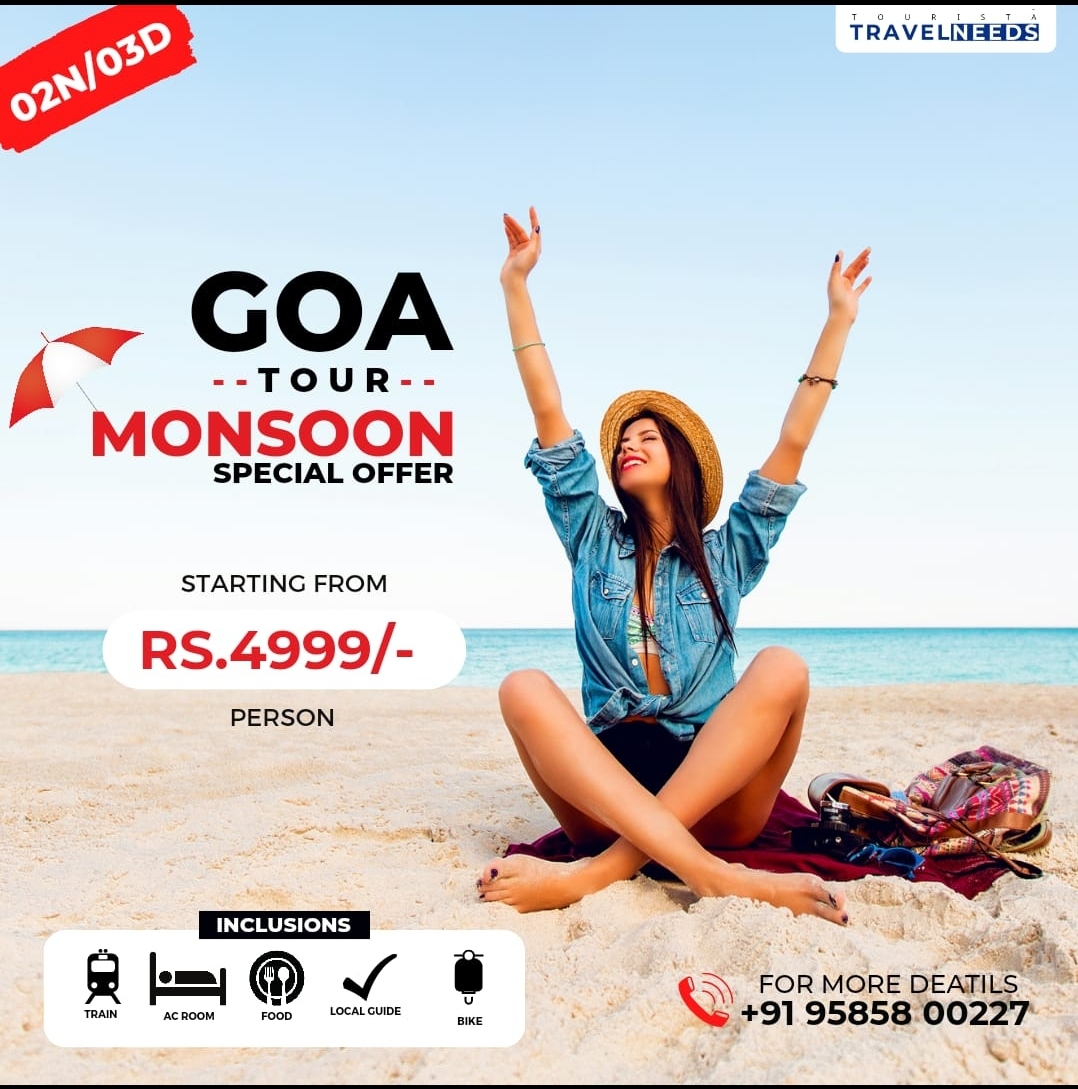 02N/03D
TOURISTA
TRAVELNEEDS
GOA
--TOUR--
MONSOON
SPECIAL OFFER
STARTING FROM
RS.4999/-
PERSON
INCLUSIONS
TRAIN
AC ROOM
FOOD
LOCAL GUIDE
BIKE
FOR MORE DEATILS
+91 95858 00227